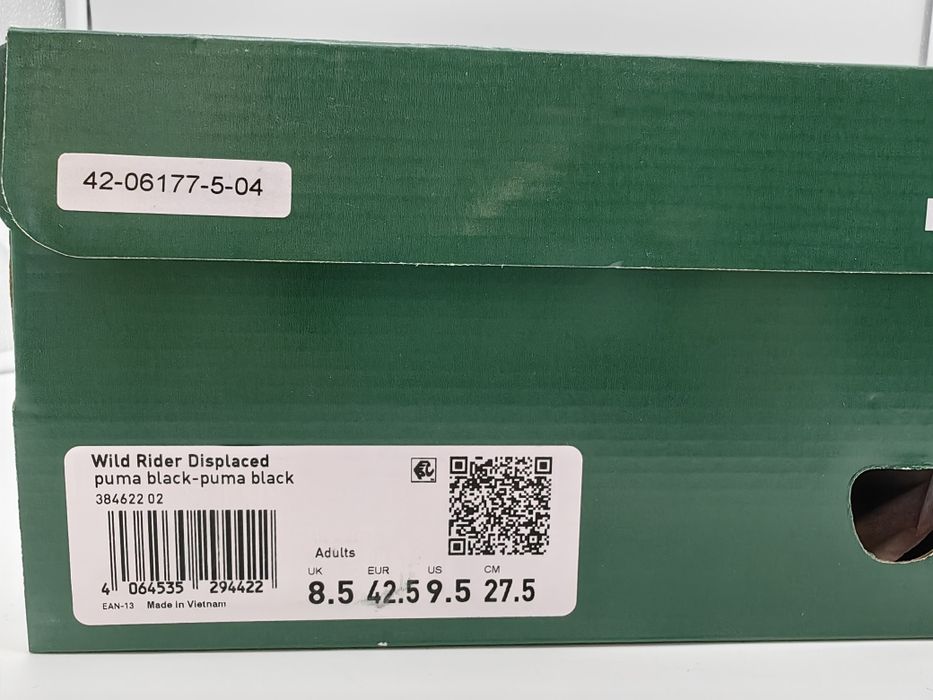 42-06177-5-04
Wild Rider Displaced
puma black-puma black
384622 02
4 064535 294422
EAN-13 Made in Vietnam
Adults
UK EUR US CM
8.5 42.5 9.5 27.5